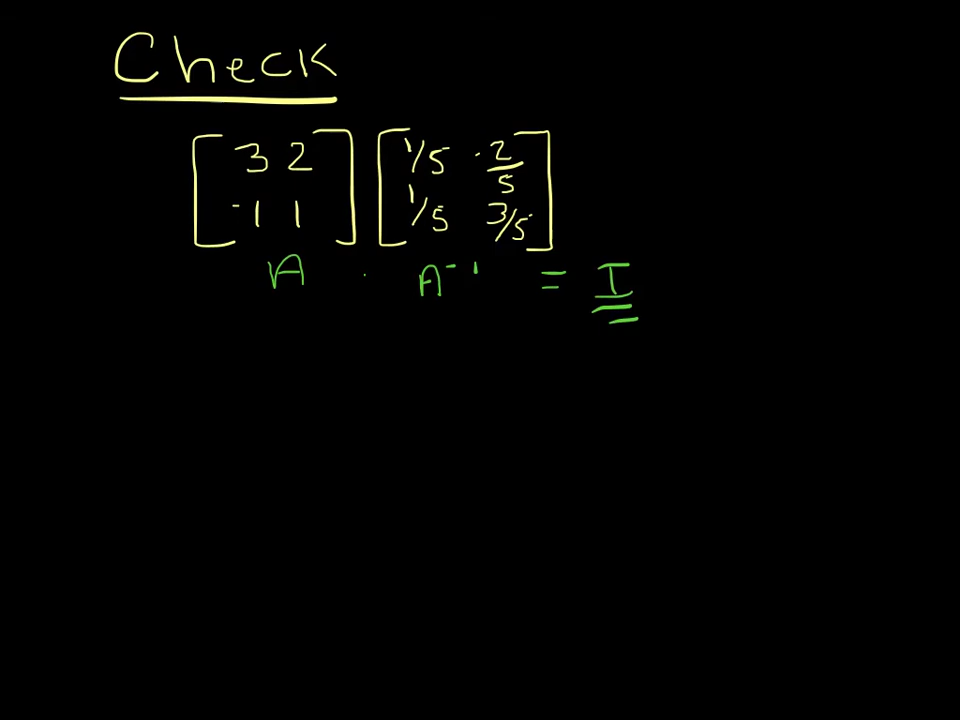 Check
[3 2] [1/5 -2/5]
[-1 1] [1/5 3/5]
A · A⁻¹ = I